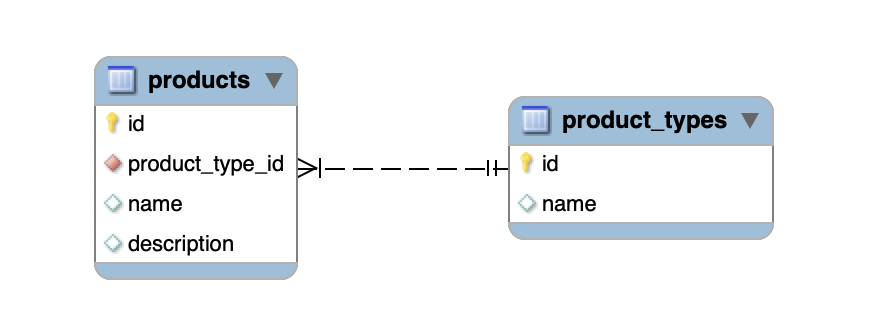 products
id
product_type_id
name
description
product_types
id
name